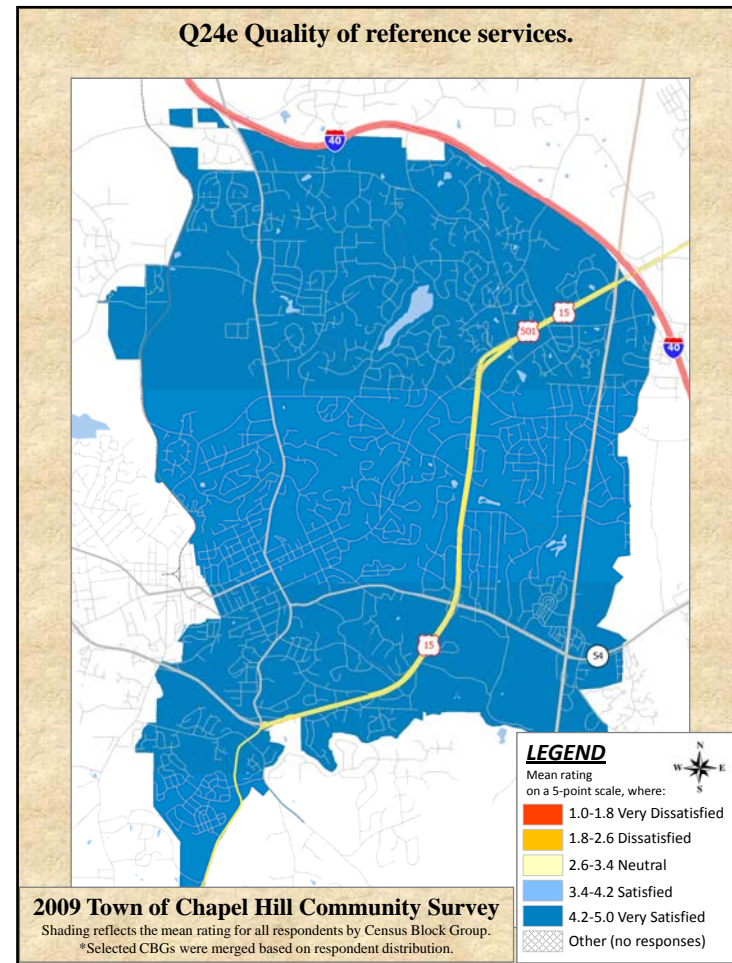 Q24e Quality of reference services.
40
15
501
40
15
54
LEGEND
N
W E
S
Mean rating
on a 5-point scale, where:
1.0-1.8 Very Dissatisfied
1.8-2.6 Dissatisfied
2.6-3.4 Neutral
3.4-4.2 Satisfied
4.2-5.0 Very Satisfied
Other (no responses)
2009 Town of Chapel Hill Community Survey
Shading reflects the mean rating for all respondents by Census Block Group.
*Selected CBGs were merged based on respondent distribution.